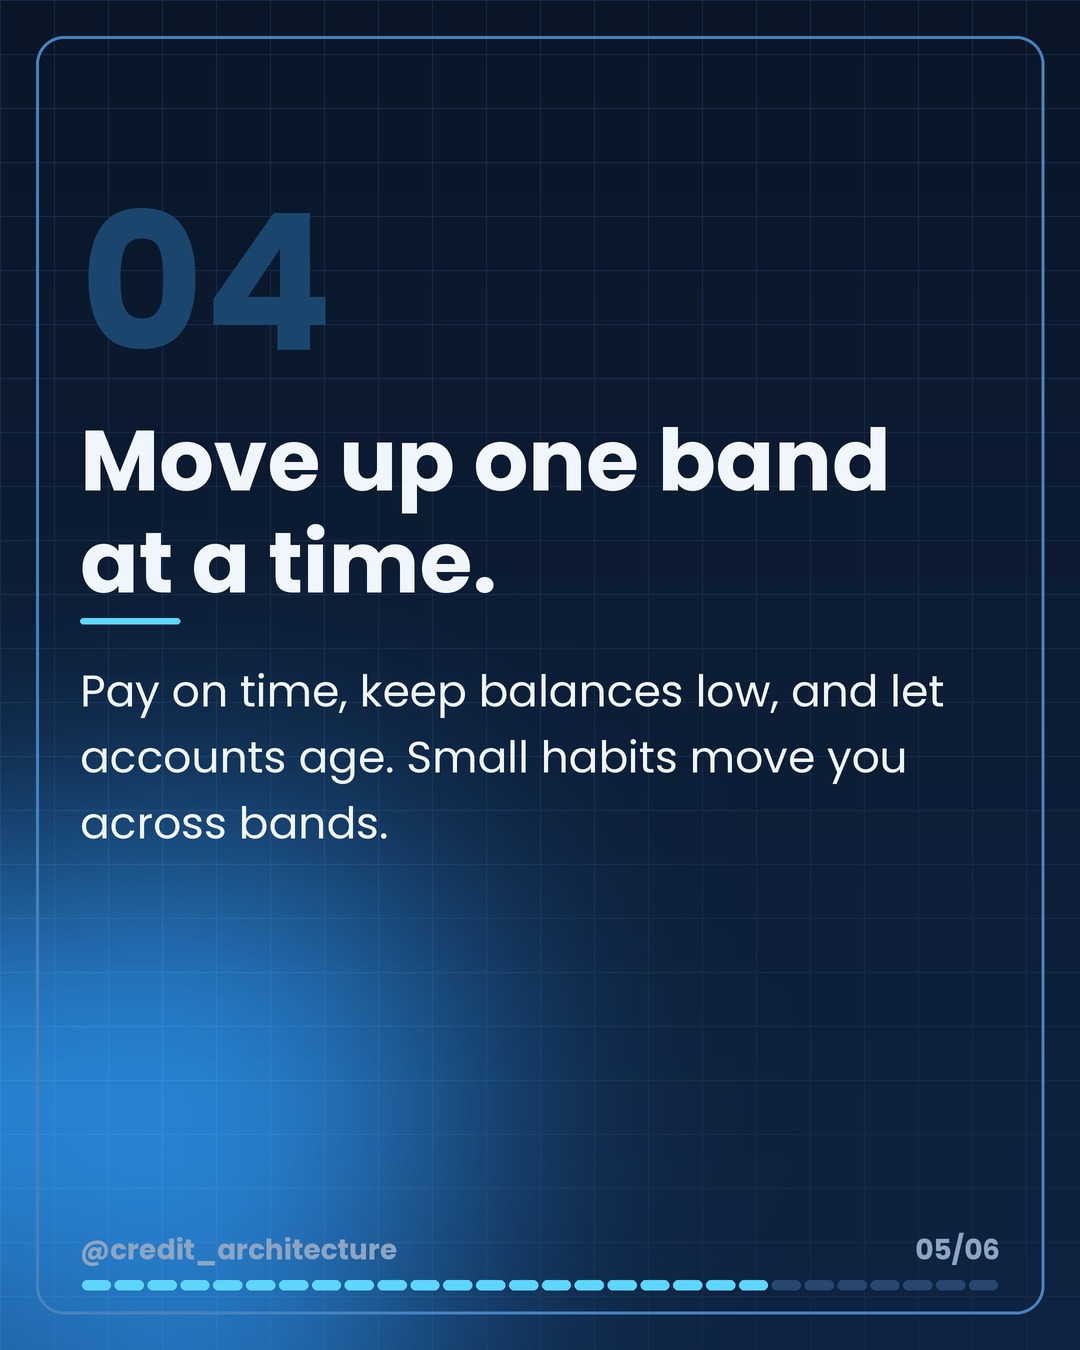 04
Move up one band
at a time.
Pay on time, keep balances low, and let
accounts age. Small habits move you
across bands.
@credit_architecture
05/06